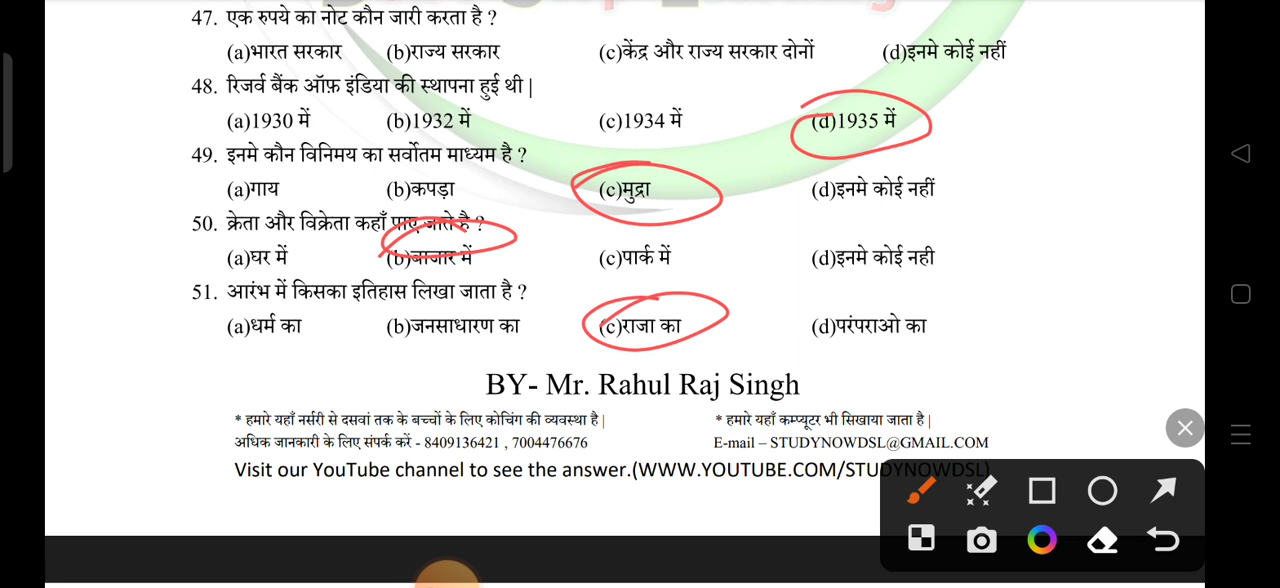 47. एक रुपये का नोट कौन जारी करता है ?
(a)भारत सरकार (b)राज्य सरकार (c)केंद्र और राज्य सरकार दोनों (d)इनमे कोई नहीं
48. रिजर्व बैंक ऑफ़ इंडिया की स्थापना हुई थी |
(a)1930 में (b)1932 में (c)1934 में (d)1935 में
49. इनमे कौन विनिमय का सर्वोतम माध्यम है ?
(a)गाय (b)कपड़ा (c)मुद्रा (d)इनमे कोई नहीं
50. क्रेता और विक्रेता कहाँ पाए जाते है ?
(a)घर में (b)बाजार में (c)पार्क में (d)इनमे कोई नही
51. आरंभ में किसका इतिहास लिखा जाता है ?
(a)धर्म का (b)जनसाधारण का (c)राजा का (d)परंपराओ का
BY- Mr. Rahul Raj Singh
* हमारे यहाँ नर्सरी से दसवां तक के बच्चों के लिए कोचिंग की व्यवस्था है | * हमारे यहाँ कम्प्यूटर भी सिखाया जाता है |
अधिक जानकारी के लिए संपर्क करें - 8409136421 , 7004476676 E-mail – STUDYNOWDSL@GMAIL.COM
Visit our YouTube channel to see the answer.(WWW.YOUTUBE.COM/STUDYNOWDSL)